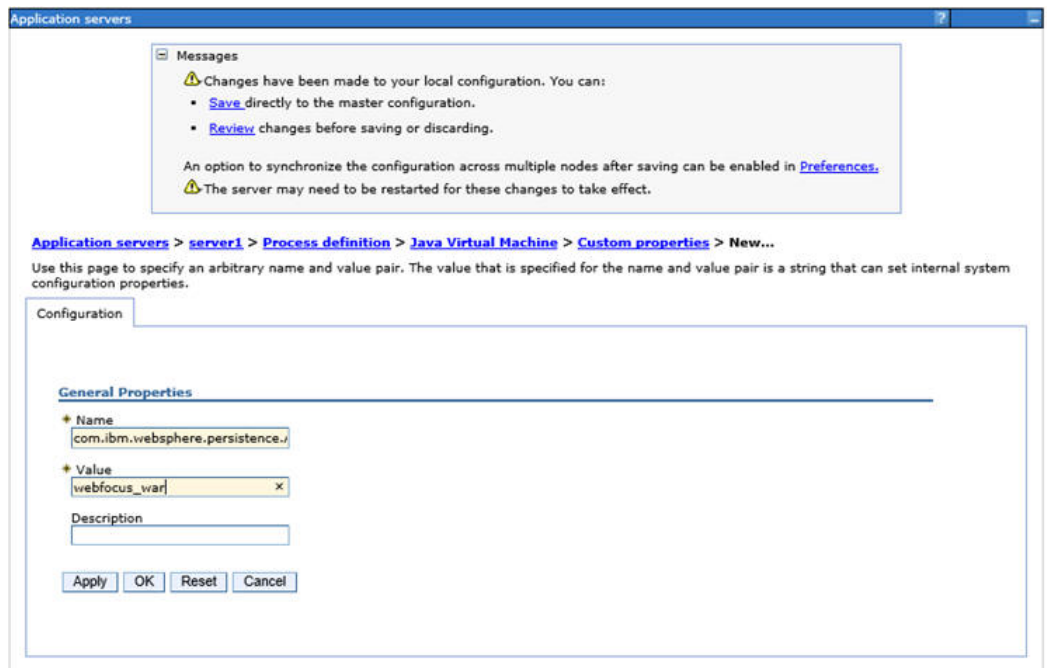 Application servers ? –
Messages
Changes have been made to your local configuration. You can:
▪ Save directly to the master configuration.
▪ Review changes before saving or discarding.
An option to synchronize the configuration across multiple nodes after saving can be enabled in Preferences.
The server may need to be restarted for these changes to take effect.
Application servers > server1 > Process definition > Java Virtual Machine > Custom properties > New...
Use this page to specify an arbitrary name and value pair. The value that is specified for the name and value pair is a string that can set internal system
configuration properties.
Configuration
General Properties
Name
com.ibm.websphere.persistence.
Value
webfocus_war ×
Description
Apply OK Reset Cancel